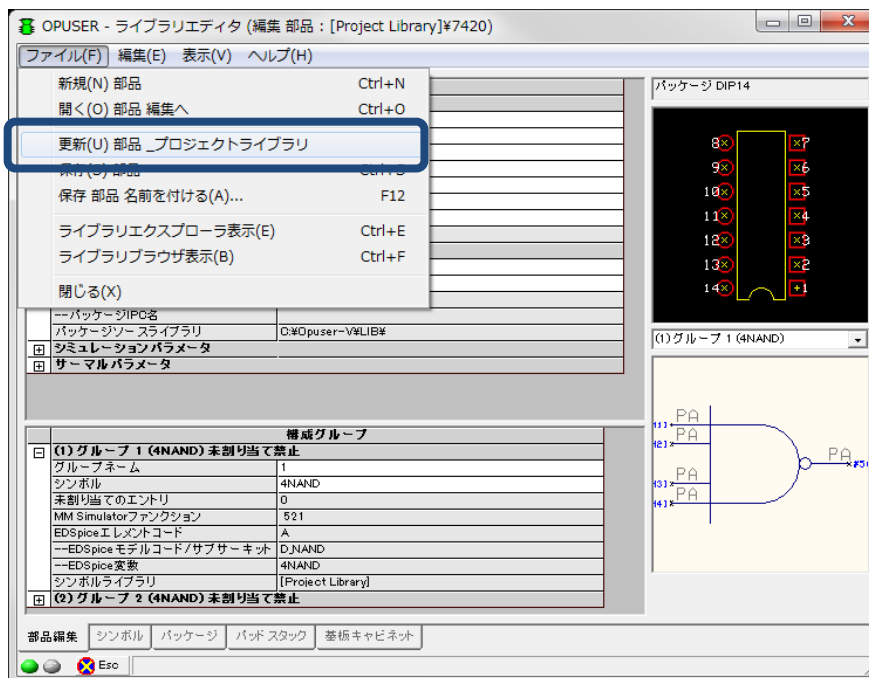 OPUSER - ライブラリエディタ (編集 部品 : [Project Library]¥7420)
ファイル(F) 編集(E) 表示(V) ヘルプ(H)
新規(N) 部品 Ctrl+N
開く(O) 部品 編集へ Ctrl+O
更新(U) 部品 _プロジェクトライブラリ
保存 部品 名前を付ける(A)... F12
ライブラリエクスプローラ表示(E) Ctrl+E
ライブラリブラウザ表示(B) Ctrl+F
閉じる(X)
--パッケージIPC名
パッケージソースライブラリ C:¥Opuser-V¥LIB¥
シミュレーションパラメータ
サーマルパラメータ
パッケージ DIP14
8 7
9 6
10 5
11 4
12 3
13 2
14 1
(1)グループ 1 (4NAND)
PA
PA
PA
PA
PA
構成グループ
(1) グループ 1 (4NAND) 未割り当て禁止
グループネーム 1
シンボル 4NAND
未割り当てのエントリ 0
MM Simulatorファンクション 521
EDSpiceエレメントコード A
--EDSpiceモデルコード/サブサーキット D_NAND
--EDSpice変数 4NAND
シンボルライブラリ [Project Library]
(2) グループ 2 (4NAND) 未割り当て禁止
部品編集 シンボル パッケージ パッドスタック 基板キャビネット
Esc